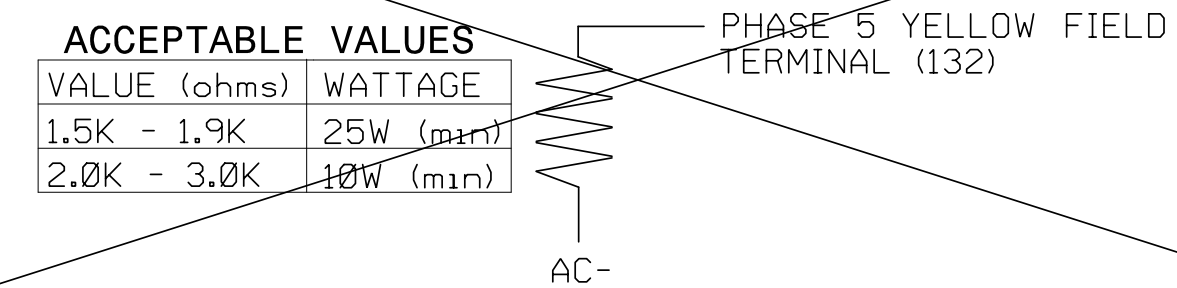 ACCEPTABLE VALUES
VALUE (ohms) WATTAGE
1.5K - 1.9K 25W (min)
2.0K - 3.0K 10W (min)
PHASE 5 YELLOW FIELD
TERMINAL (132)
AC-